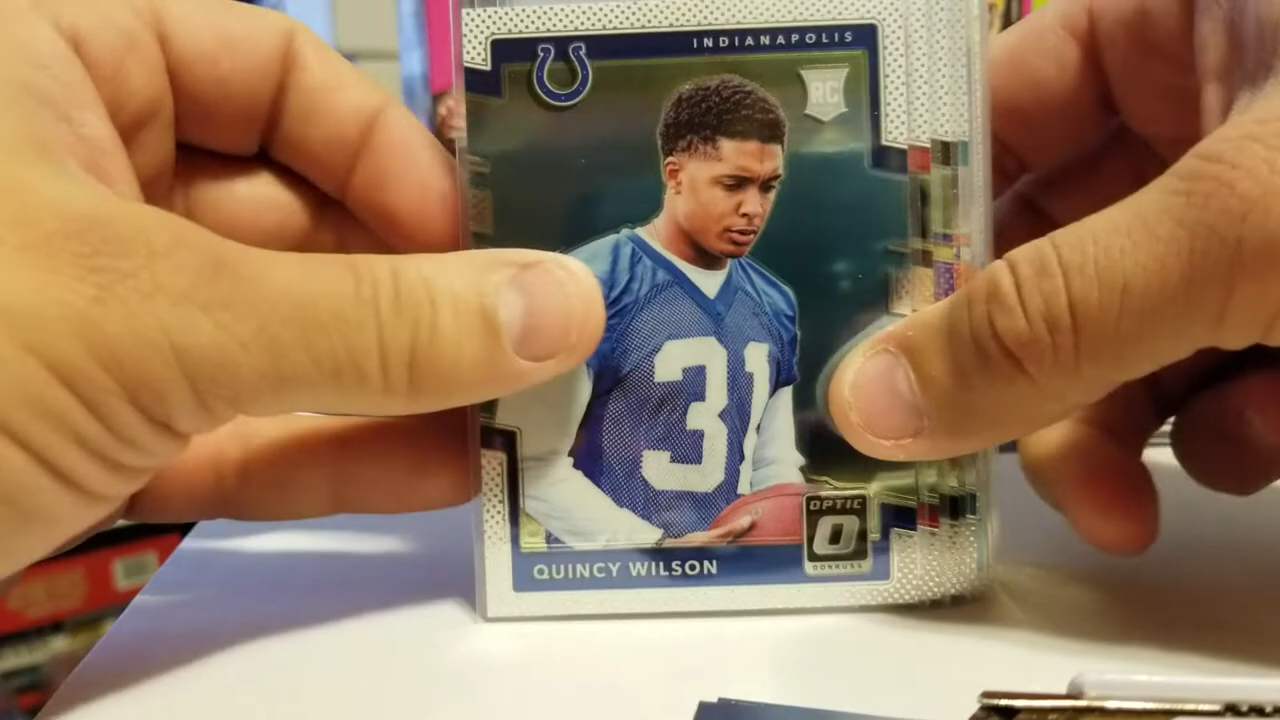 INDIANAPOLIS
RC
31
OPTIC
O
DONRUSS
QUINCY WILSON